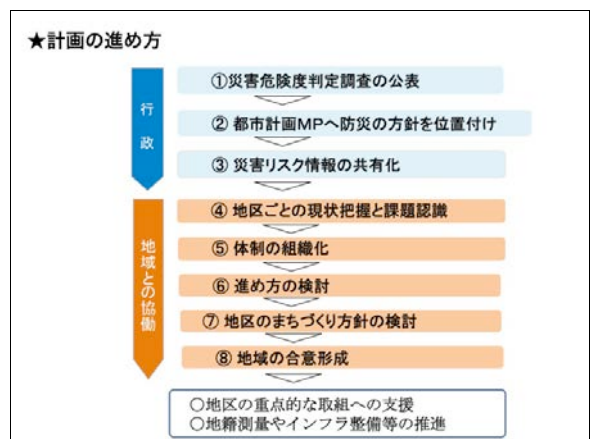 ★計画の進め方
行政
①災害危険度判定調査の公表
② 都市計画MPへ防災の方針を位置付け
③ 災害リスク情報の共有化
地域との協働
④ 地区ごとの現状把握と課題認識
⑤ 体制の組織化
⑥ 進め方の検討
⑦ 地区のまちづくり方針の検討
⑧ 地域の合意形成
○地区の重点的な取組への支援
○地籍測量やインフラ整備等の推進